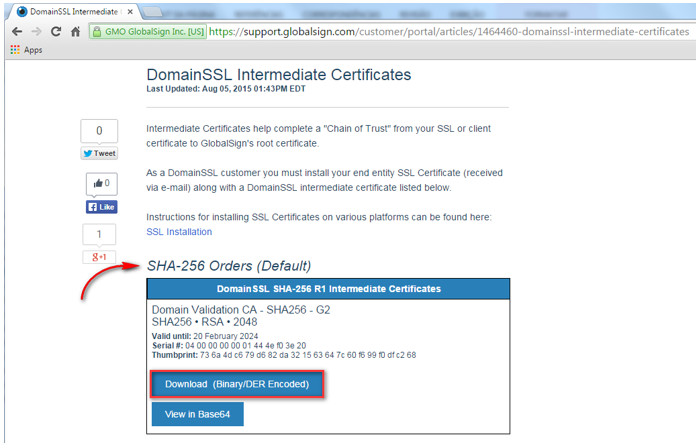 DomainSSL Intermediate
GMO GlobalSign Inc. [US] https://support.globalsign.com/customer/portal/articles/1464460-domainssl-intermediate-certificates
Apps
DomainSSL Intermediate Certificates
Last Updated: Aug 05, 2015 01:43PM EDT
Intermediate Certificates help complete a "Chain of Trust" from your SSL or client
certificate to GlobalSign's root certificate.
0
Tweet
As a DomainSSL customer you must install your end entity SSL Certificate (received
via e-mail) along with a DomainSSL intermediate certificate listed below.
0
Like
Instructions for installing SSL Certificates on various platforms can be found here:
SSL Installation
1
g+1
SHA-256 Orders (Default)
DomainSSL SHA-256 R1 Intermediate Certificates
Domain Validation CA - SHA256 - G2
SHA256 • RSA • 2048
Valid until: 20 February 2024
Serial #: 04 00 00 00 00 01 44 4e f0 3e 20
Thumbprint: 73 6a 4d c6 79 d6 82 da 32 15 63 64 7c 60 f6 99 f0 df c2 68
Download (Binary/DER Encoded)
View in Base64